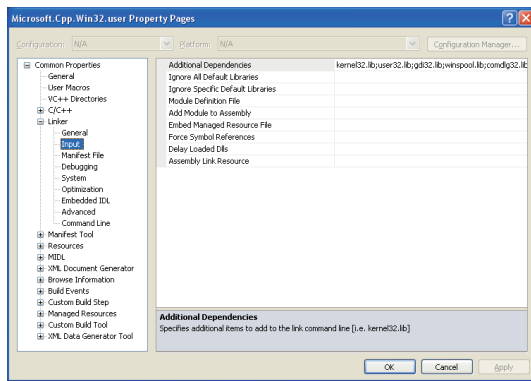 Microsoft.Cpp.Win32.user Property Pages
Configuration: N/A
Platform: N/A
Configuration Manager...
Common Properties
General
User Macros
VC++ Directories
C/C++
Linker
General
Input
Manifest File
Debugging
System
Optimization
Embedded IDL
Advanced
Command Line
Manifest Tool
Resources
MIDL
XML Document Generator
Browse Information
Build Events
Custom Build Step
Managed Resources
Custom Build Tool
XML Data Generator Tool
Additional Dependencies kernel32.lib;user32.lib;gdi32.lib;winspool.lib;comdlg32.lib
Ignore All Default Libraries
Ignore Specific Default Libraries
Module Definition File
Add Module to Assembly
Embed Managed Resource File
Force Symbol References
Delay Loaded Dlls
Assembly Link Resource
Additional Dependencies
Specifies additional items to add to the link command line [i.e. kernel32.lib]
OK
Cancel
Apply